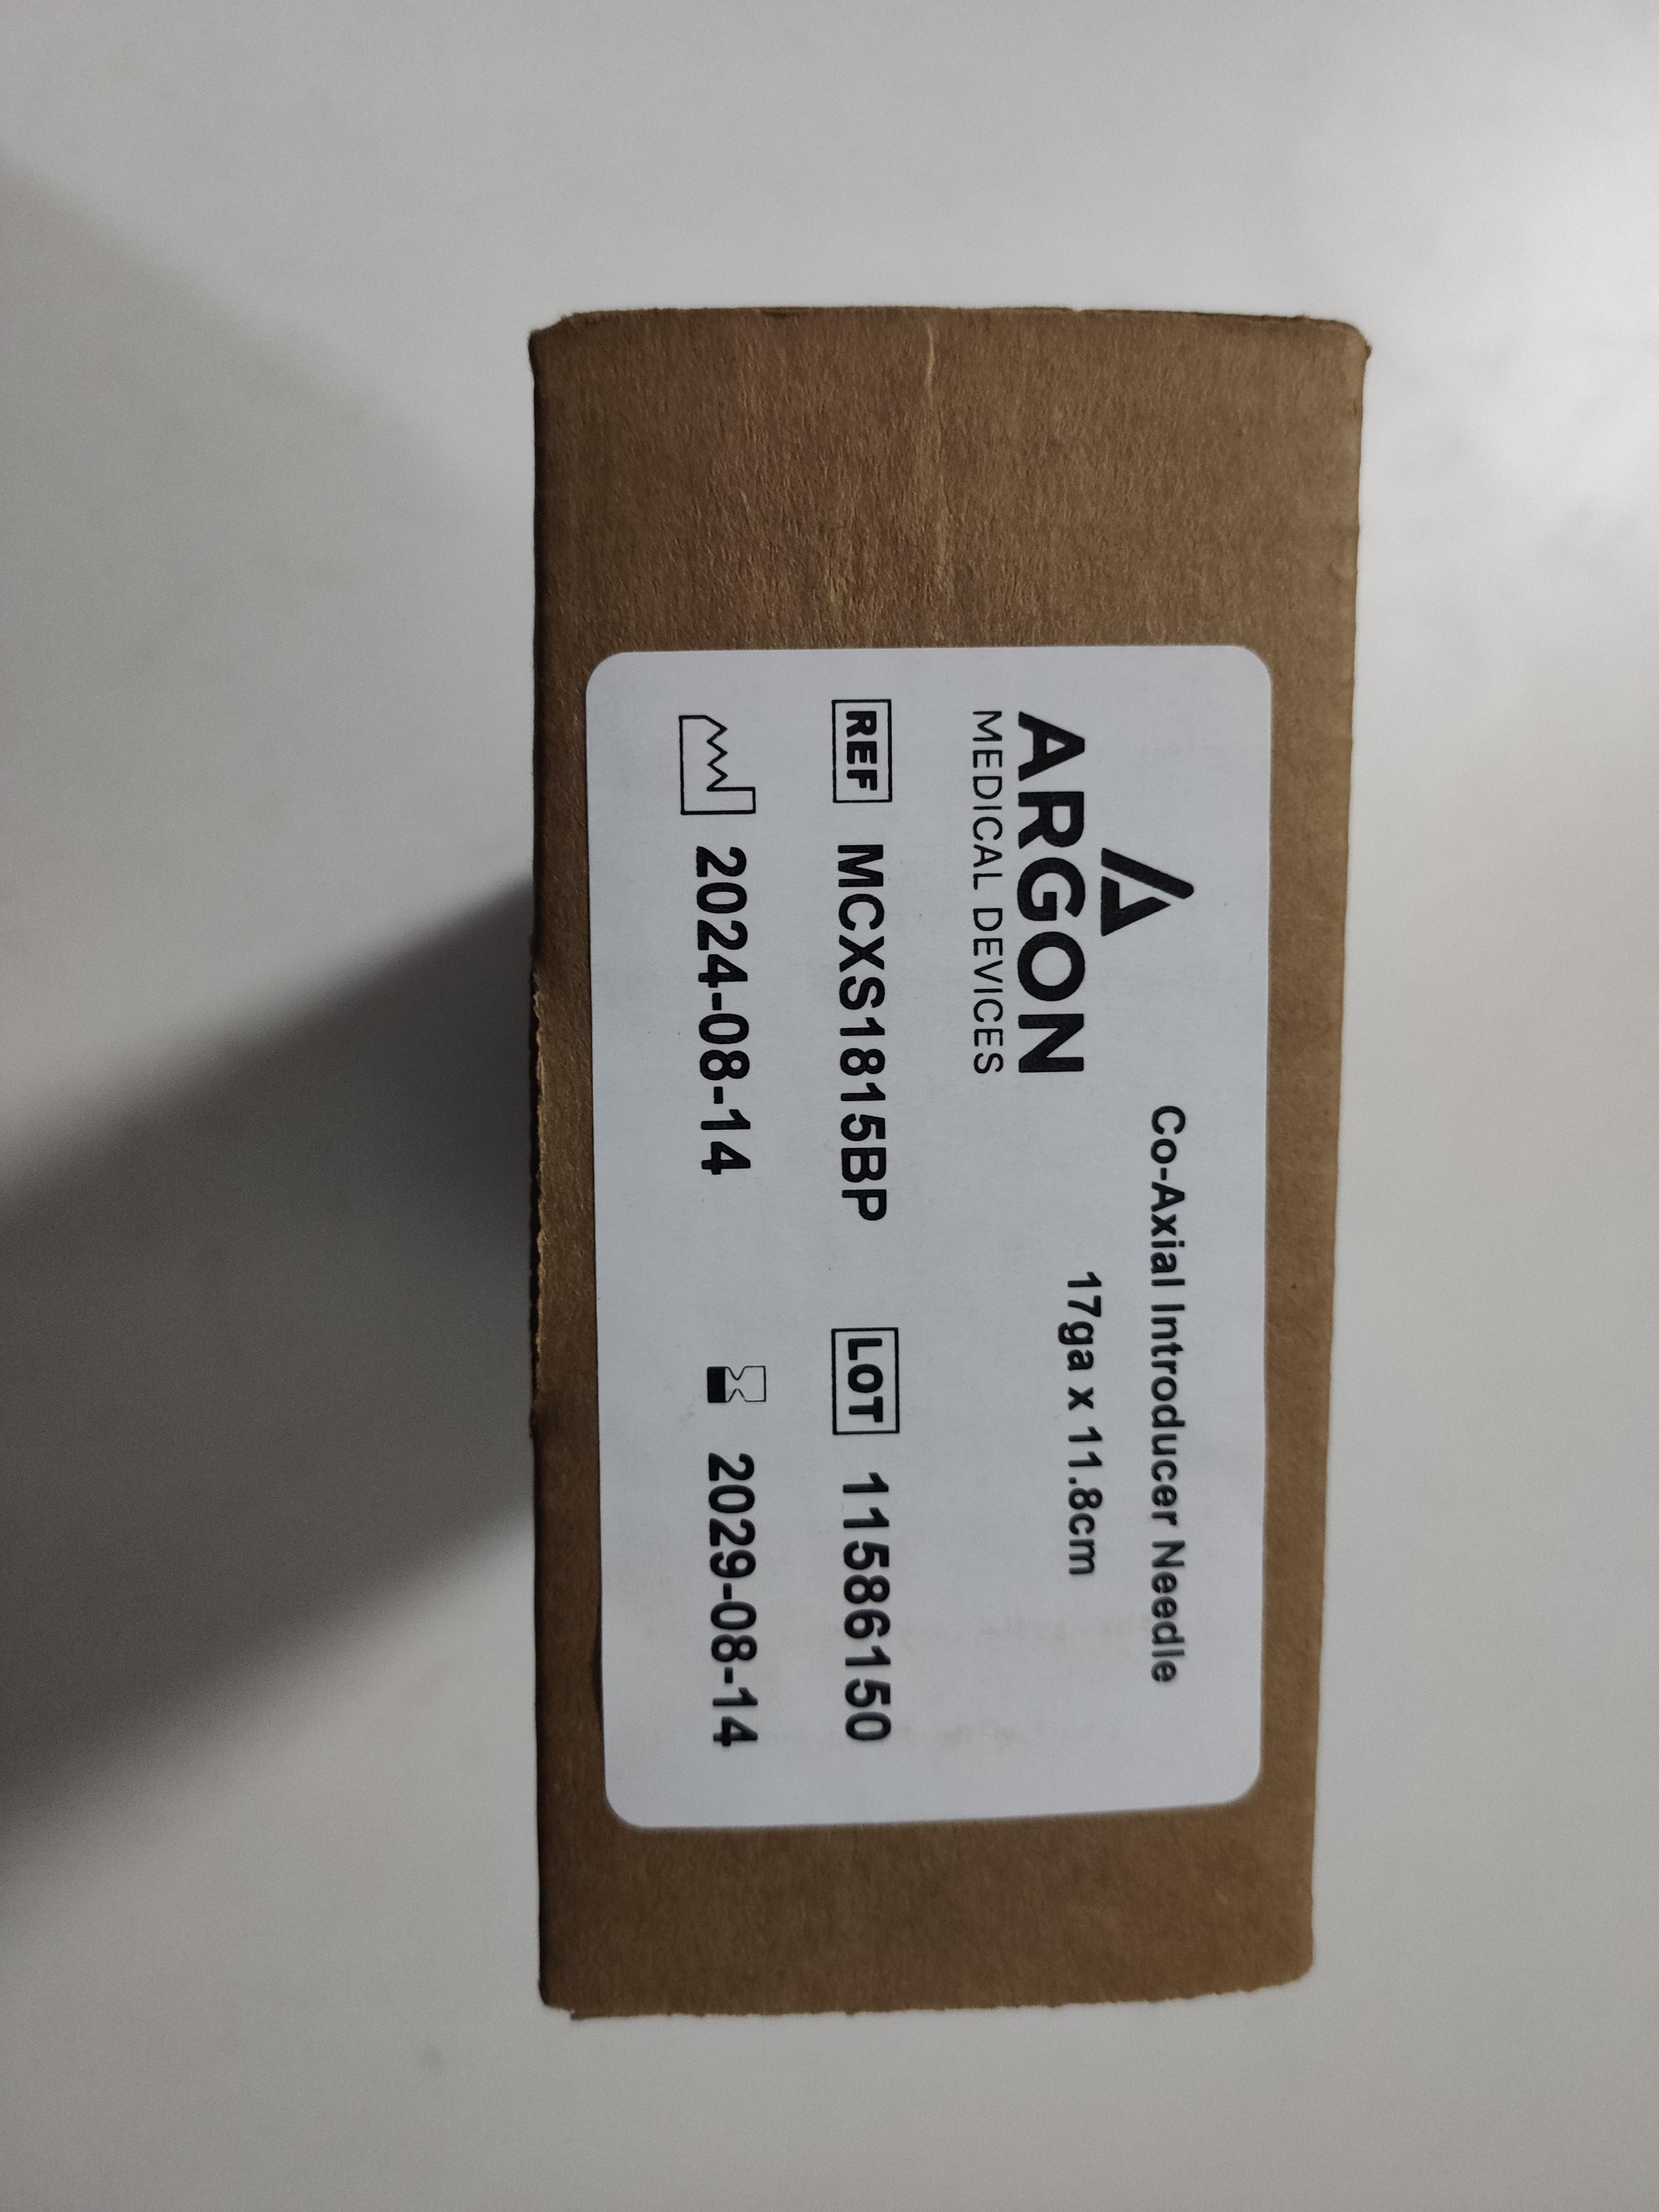 Co-Axial Introducer Needle
ARGON
17ga x 11.8cm
MEDICAL DEVICES
REF MCXS1815BP LOT 11586150
2024-08-14 2029-08-14